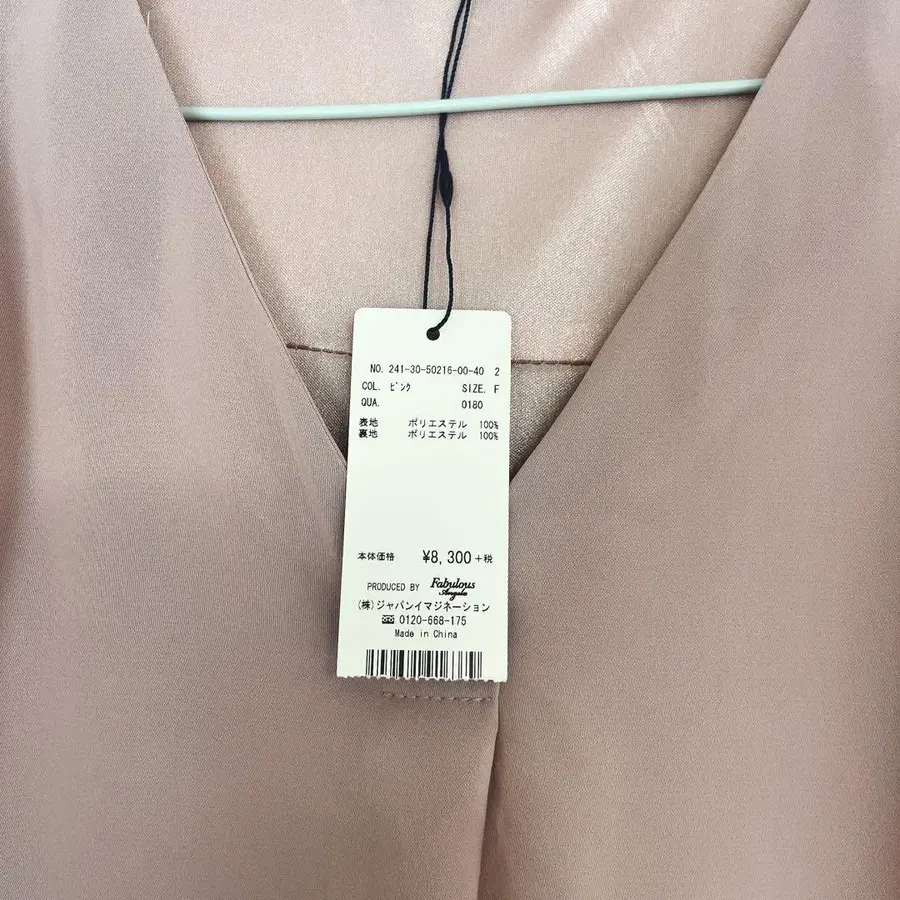 NO. 241-30-50216-00-40 2
COL. ﾋﾟﾝｸ SIZE. F
QUA. 0180
表地 ポリエステル 100%
裏地 ポリエステル 100%
本体価格 ¥8,300+税
PRODUCED BY Fabulous Angela
(株)ジャパンイマジネーション
0120-668-175
Made in China